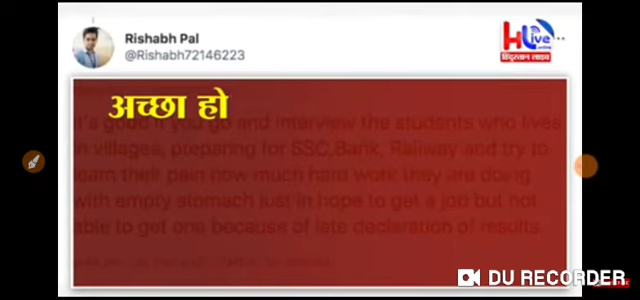 Rishabh Pal
@Rishabh72146223
HLive
हिंदुस्तान लाइव
अच्छा हो
It's good if you go and interview the students who lives
in villages, preparing for SSC,Bank, Railway and try to
learn their pain how much hard work they are doing
with empty stomach just in hope to get a job but not
able to get one because of late declaration of results.
DU RECORDER